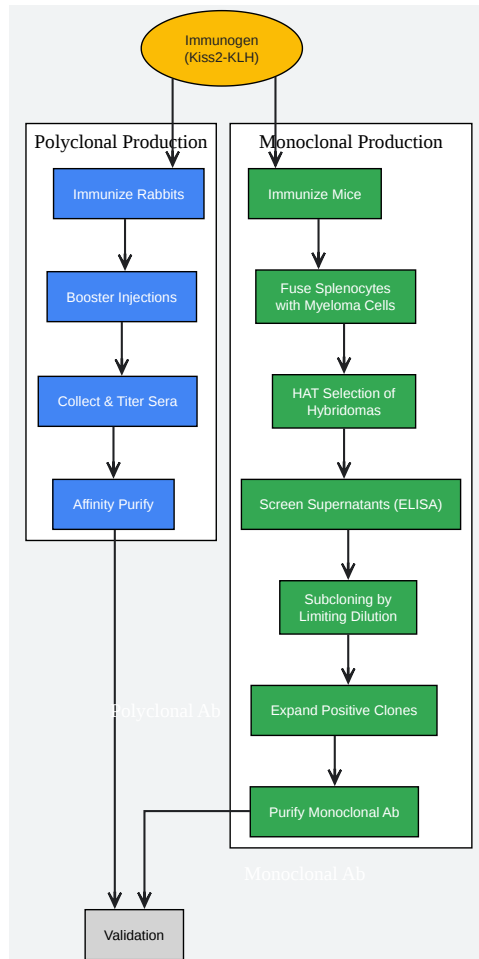 Immunogen
(Kiss2-KLH)
Polyclonal Production
Immunize Rabbits
Booster Injections
Collect & Titer Sera
Affinity Purify
Monoclonal Production
Immunize Mice
Fuse Splenocytes
with Myeloma Cells
HAT Selection of
Hybridomas
Screen Supernatants (ELISA)
Subcloning by
Limiting Dilution
Expand Positive Clones
Purify Monoclonal Ab
Polyclonal Ab
Monoclonal Ab
Validation